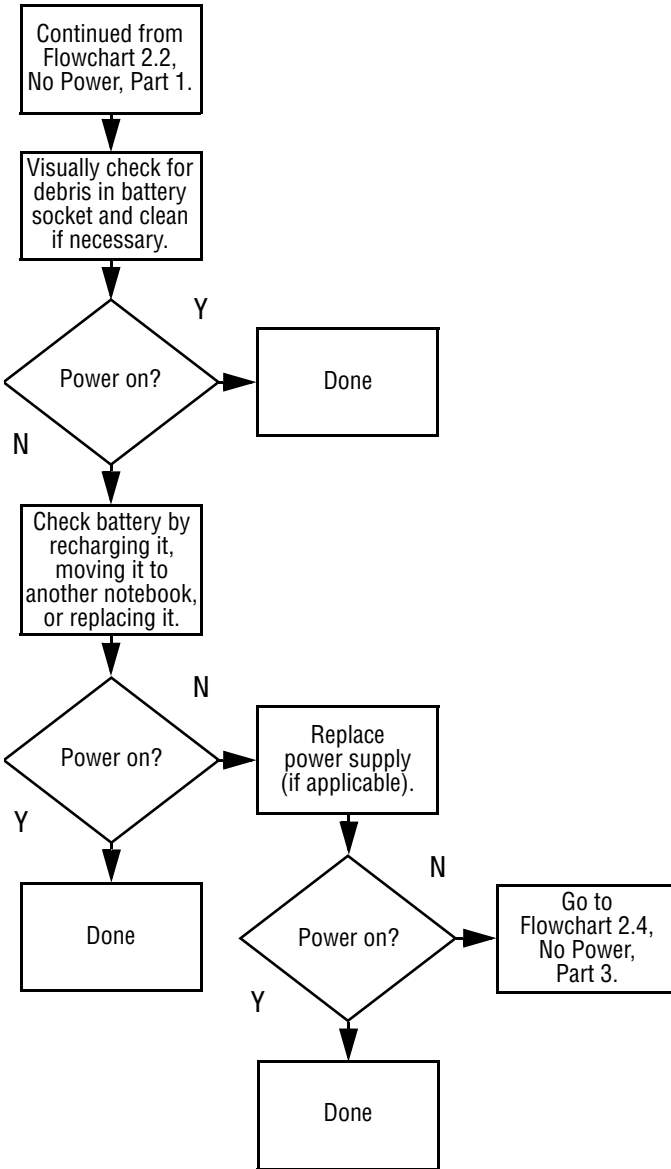 Continued from
Flowchart 2.2,
No Power, Part 1.
Visually check for
debris in battery
socket and clean
if necessary.
Y
Power on?
Done
N
Check battery by
recharging it,
moving it to
another notebook,
or replacing it.
N
Power on?
Replace
power supply
(if applicable).
Y
Done
N
Power on?
Go to
Flowchart 2.4,
No Power,
Part 3.
Y
Done